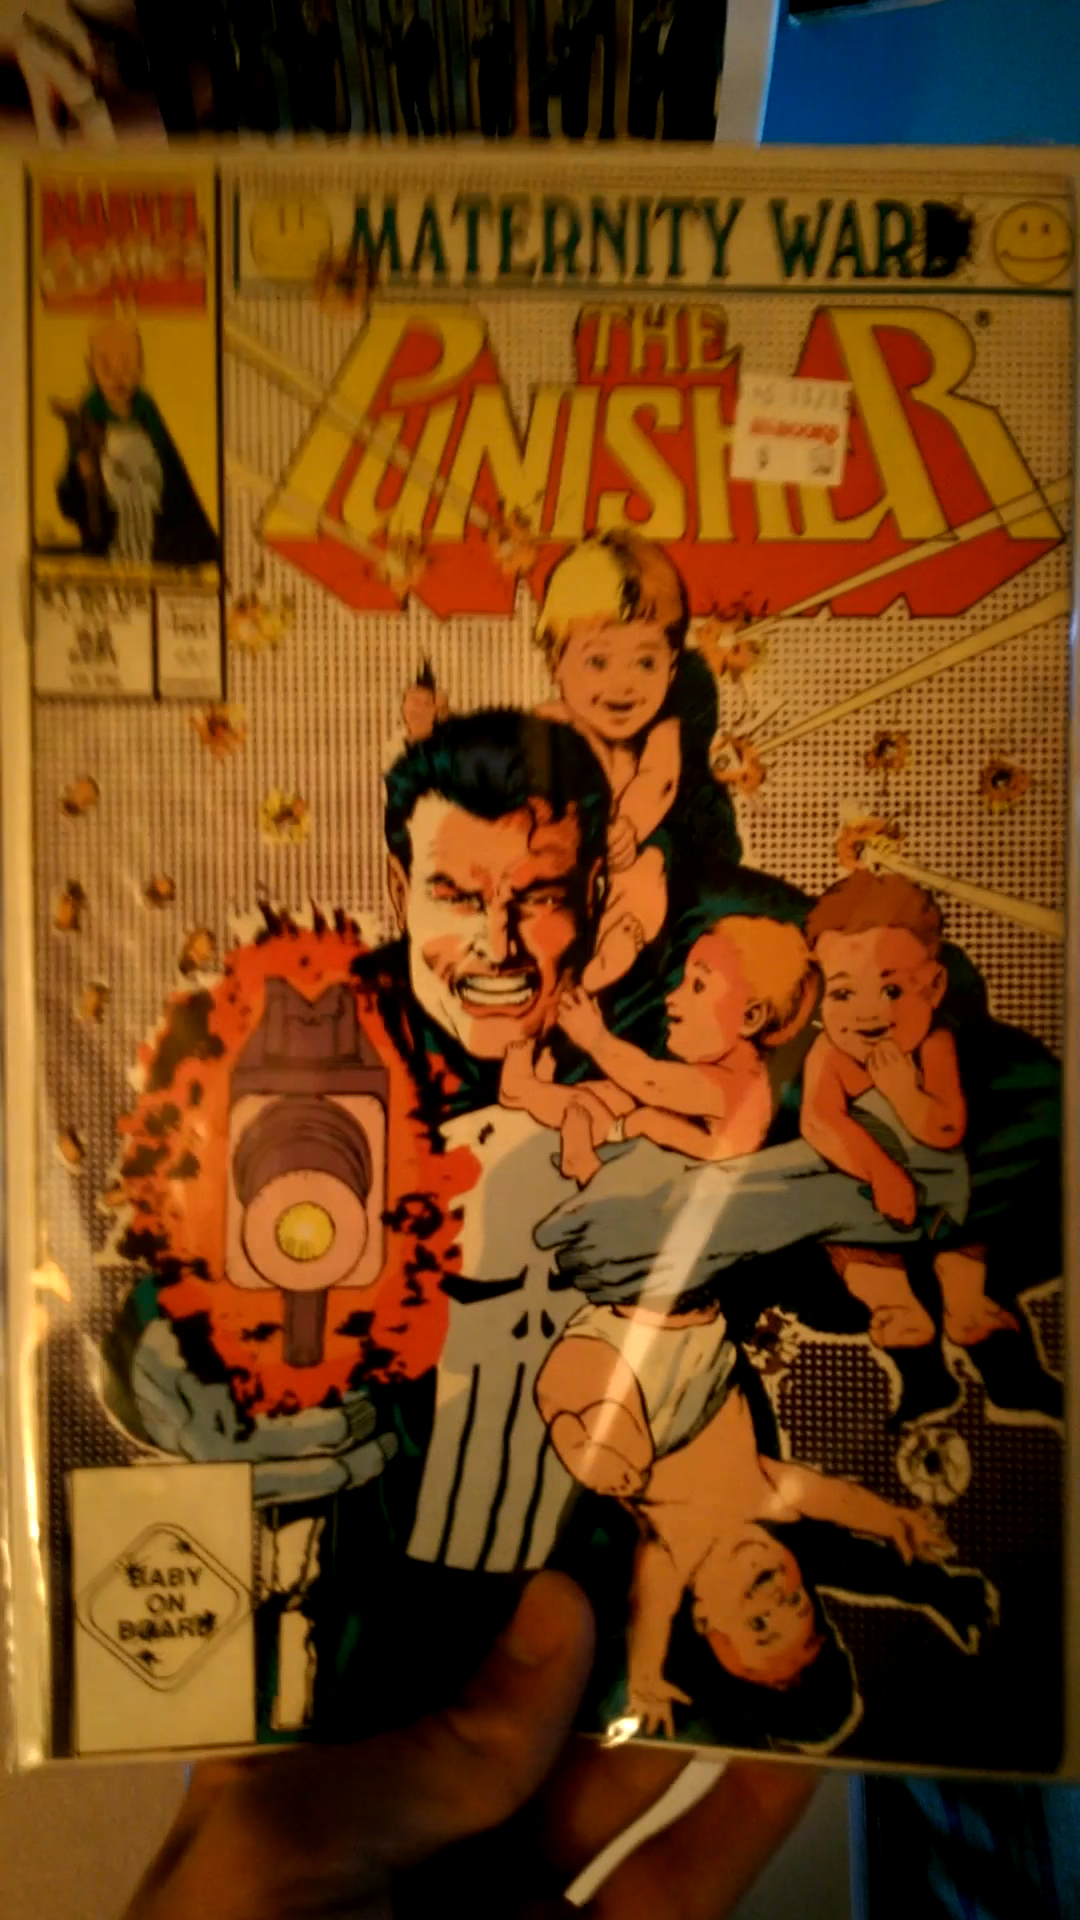 MARVEL
COMICS
MATERNITY WARD
THE
PUNISHER
BABY
ON
BOARD